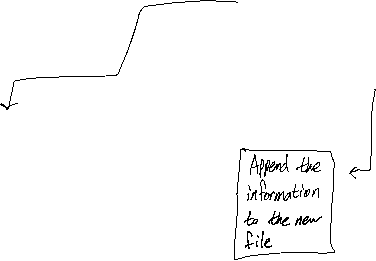 Append the
information
to the new
file